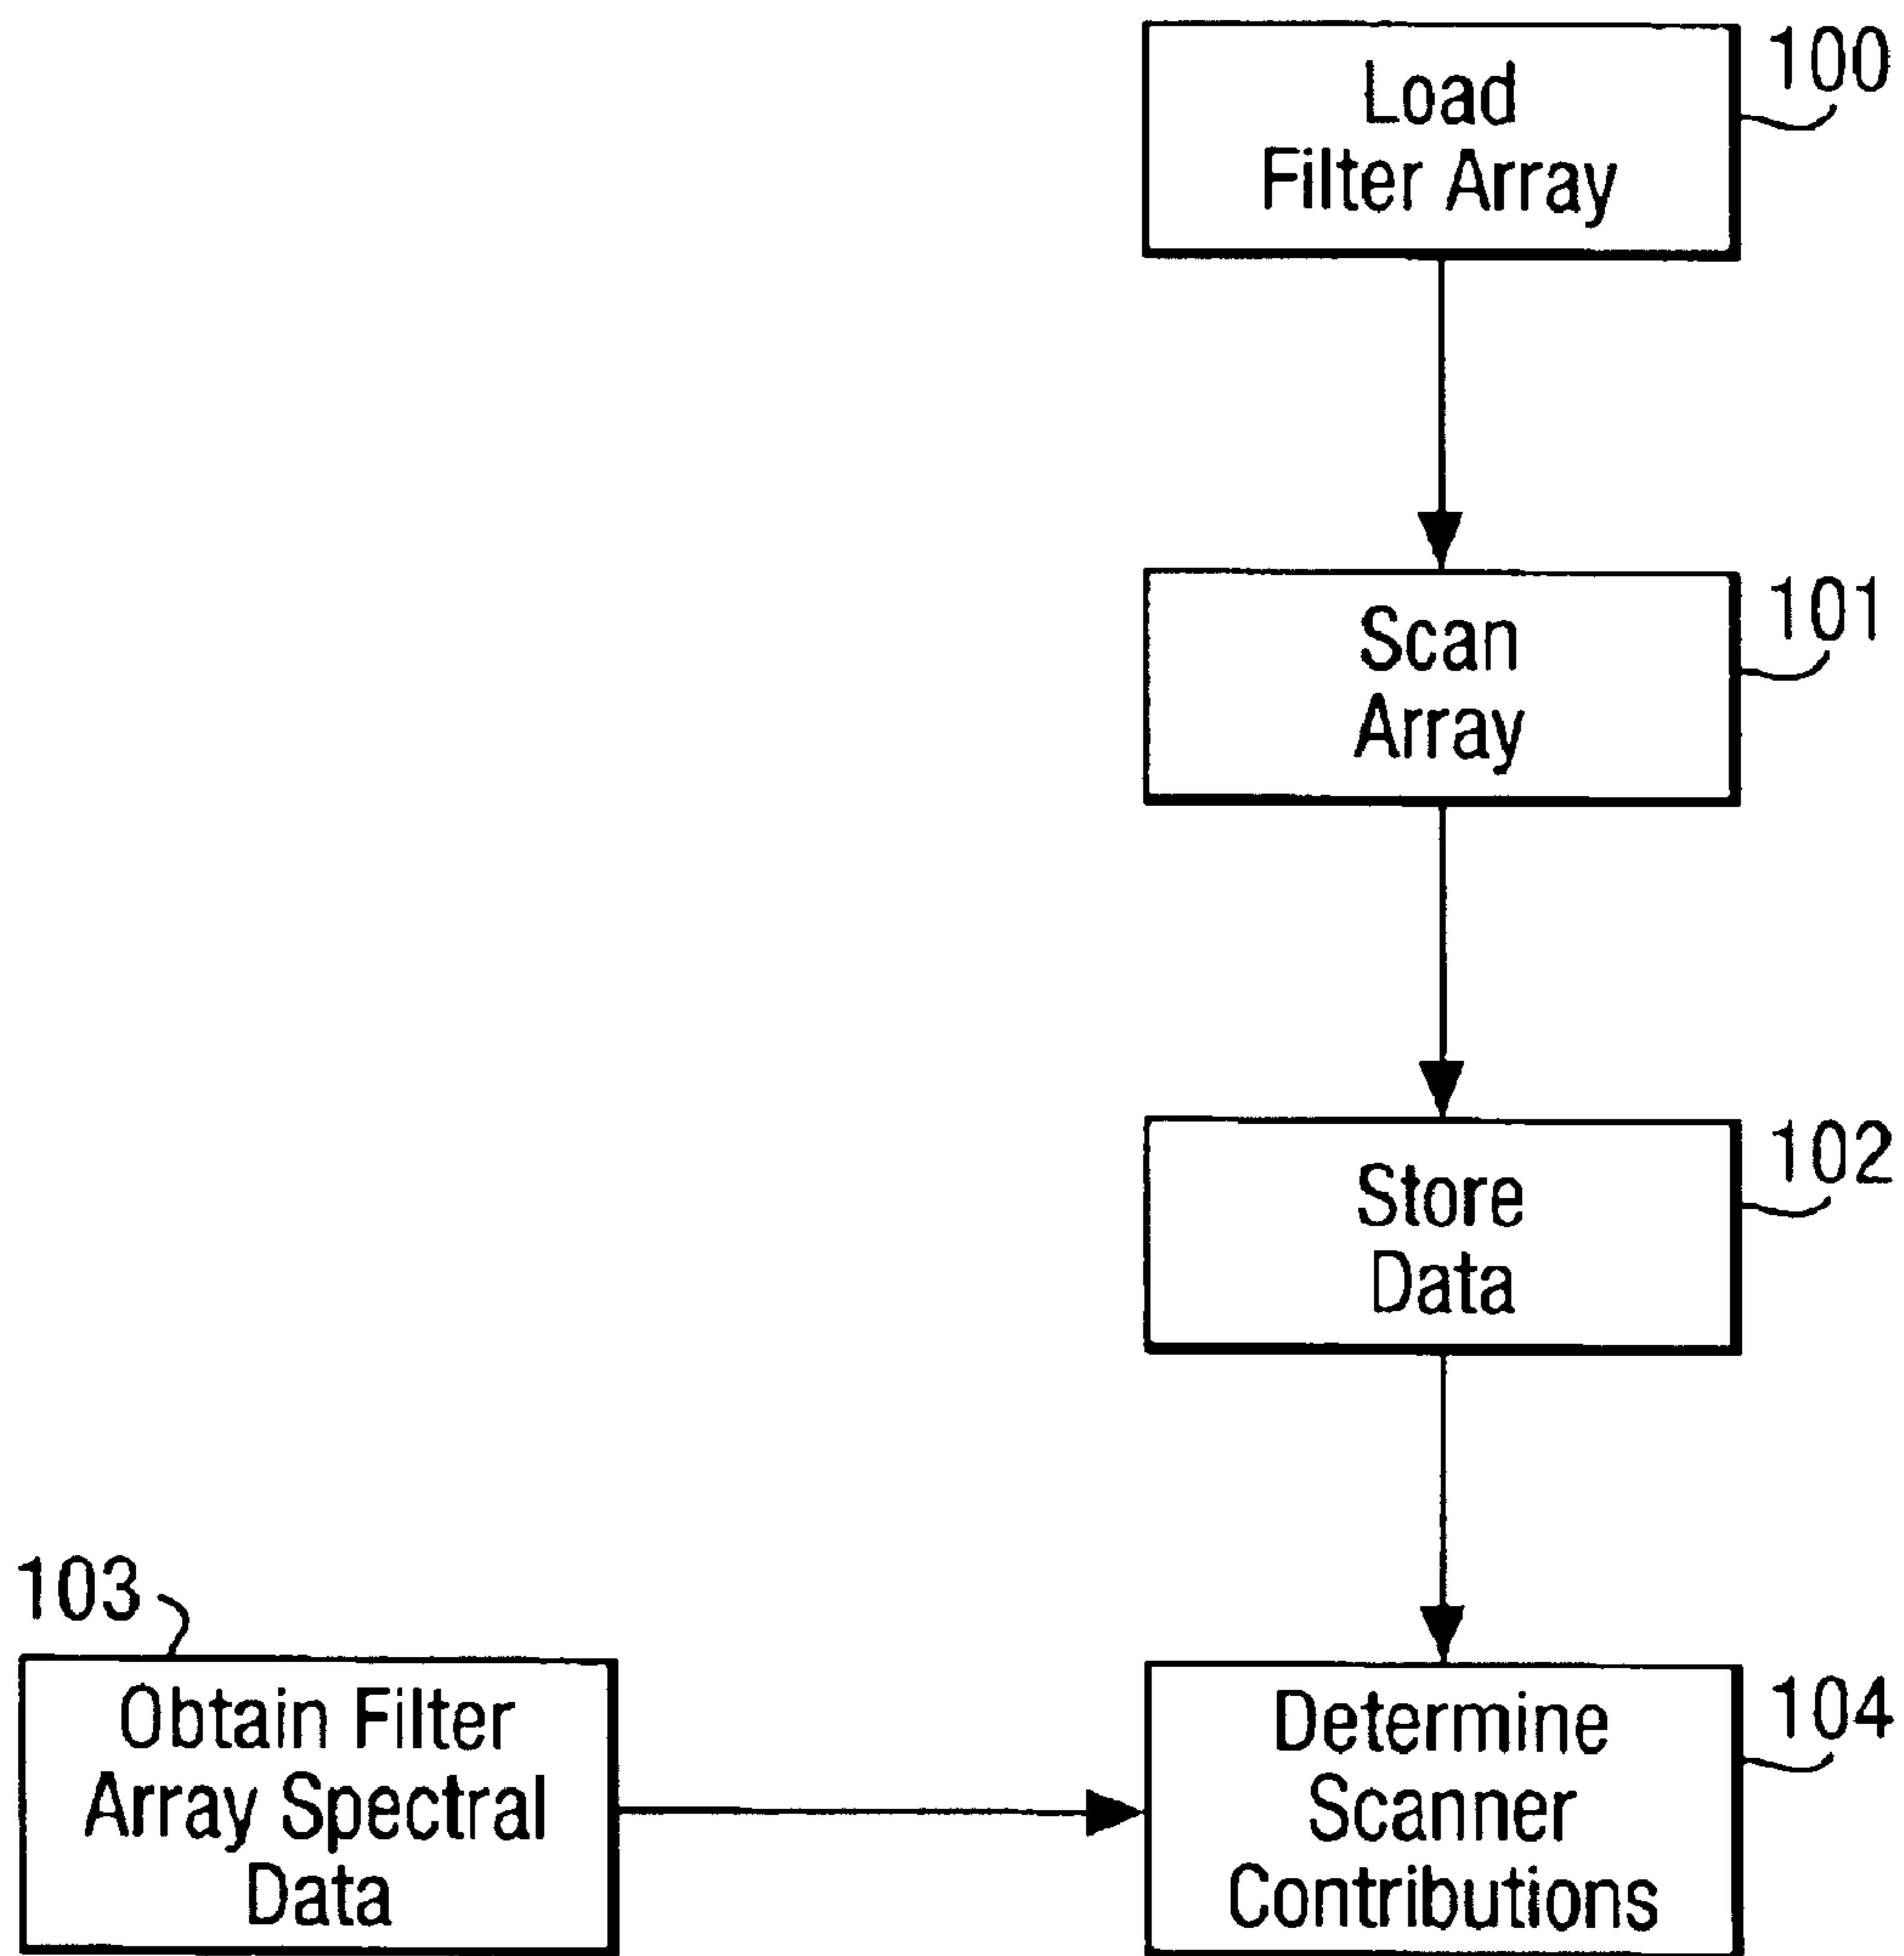 Load
Filter Array
100
Scan
Array
101
Store
Data
102
103
Obtain Filter
Array Spectral
Data
Determine
Scanner
Contributions
104